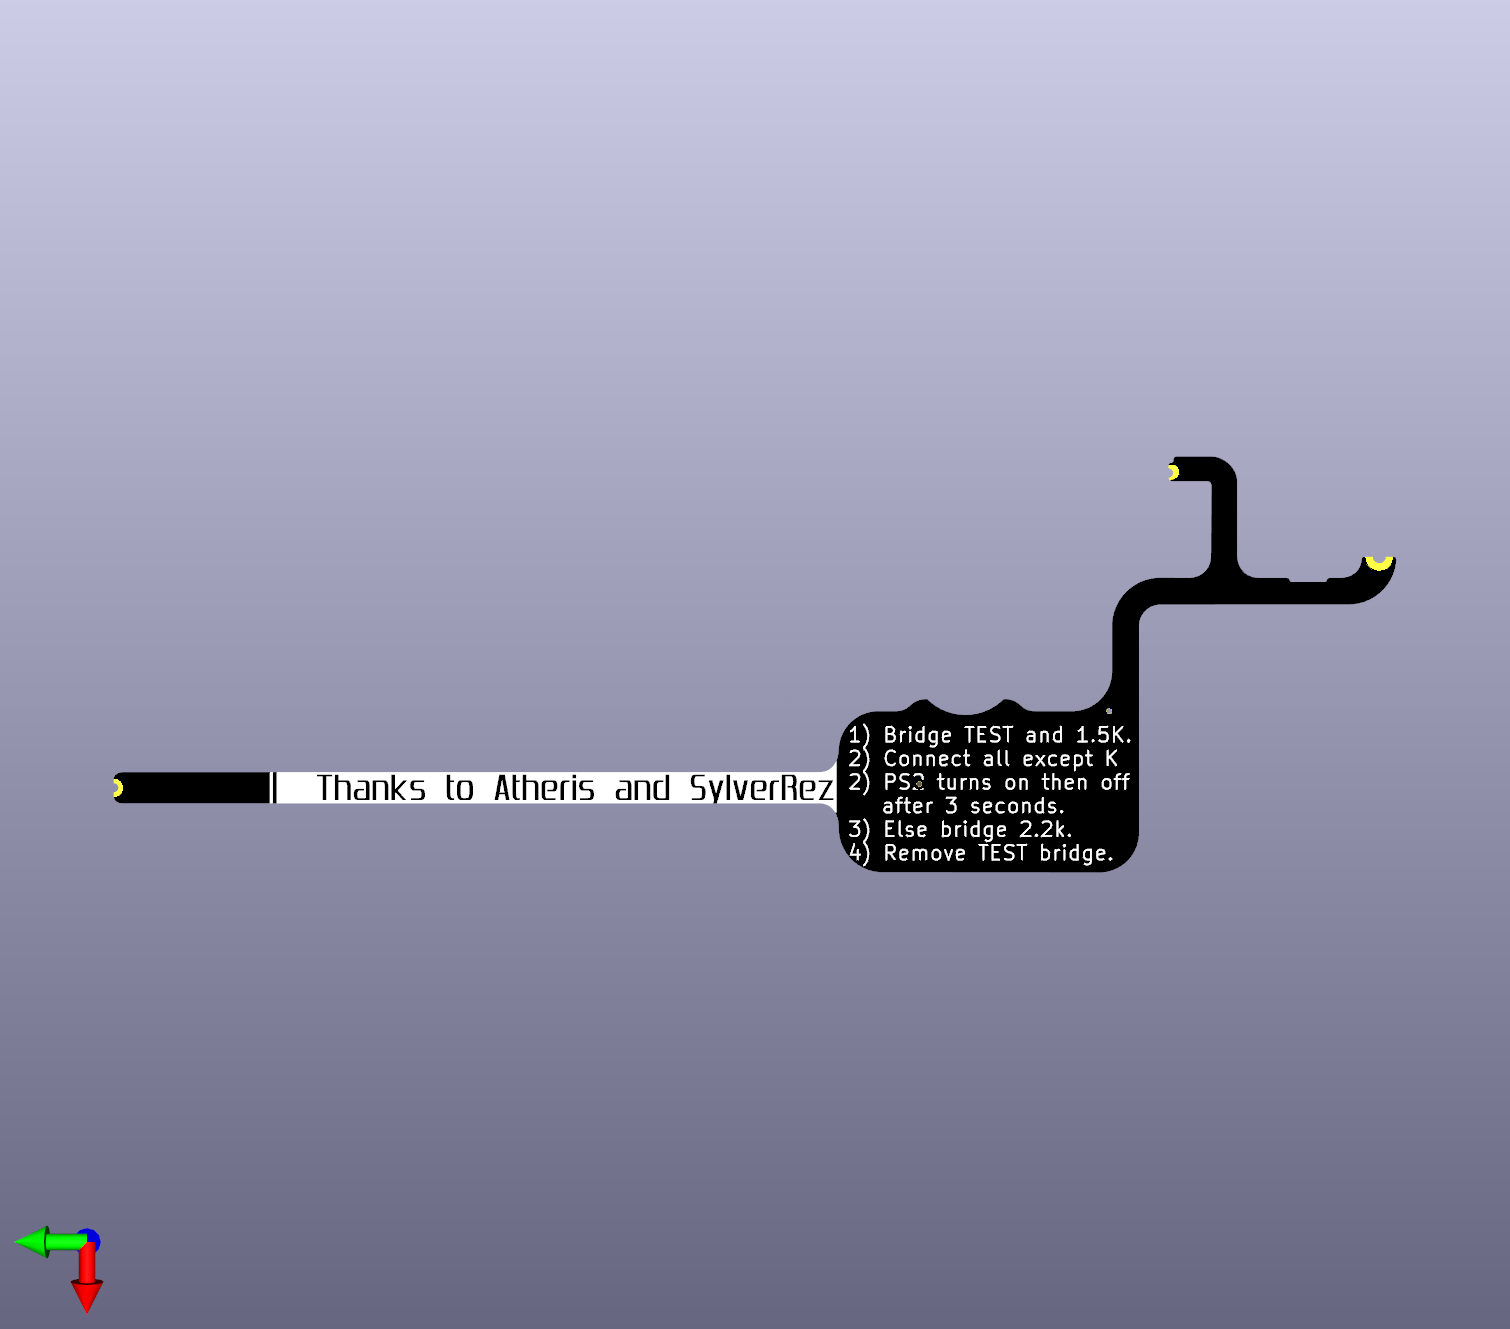 Thanks to Atheris and SylverRez
1) Bridge TEST and 1.5K.
2) Connect all except K
2) PS2 turns on then off
after 3 seconds.
3) Else bridge 2.2k.
4) Remove TEST bridge.